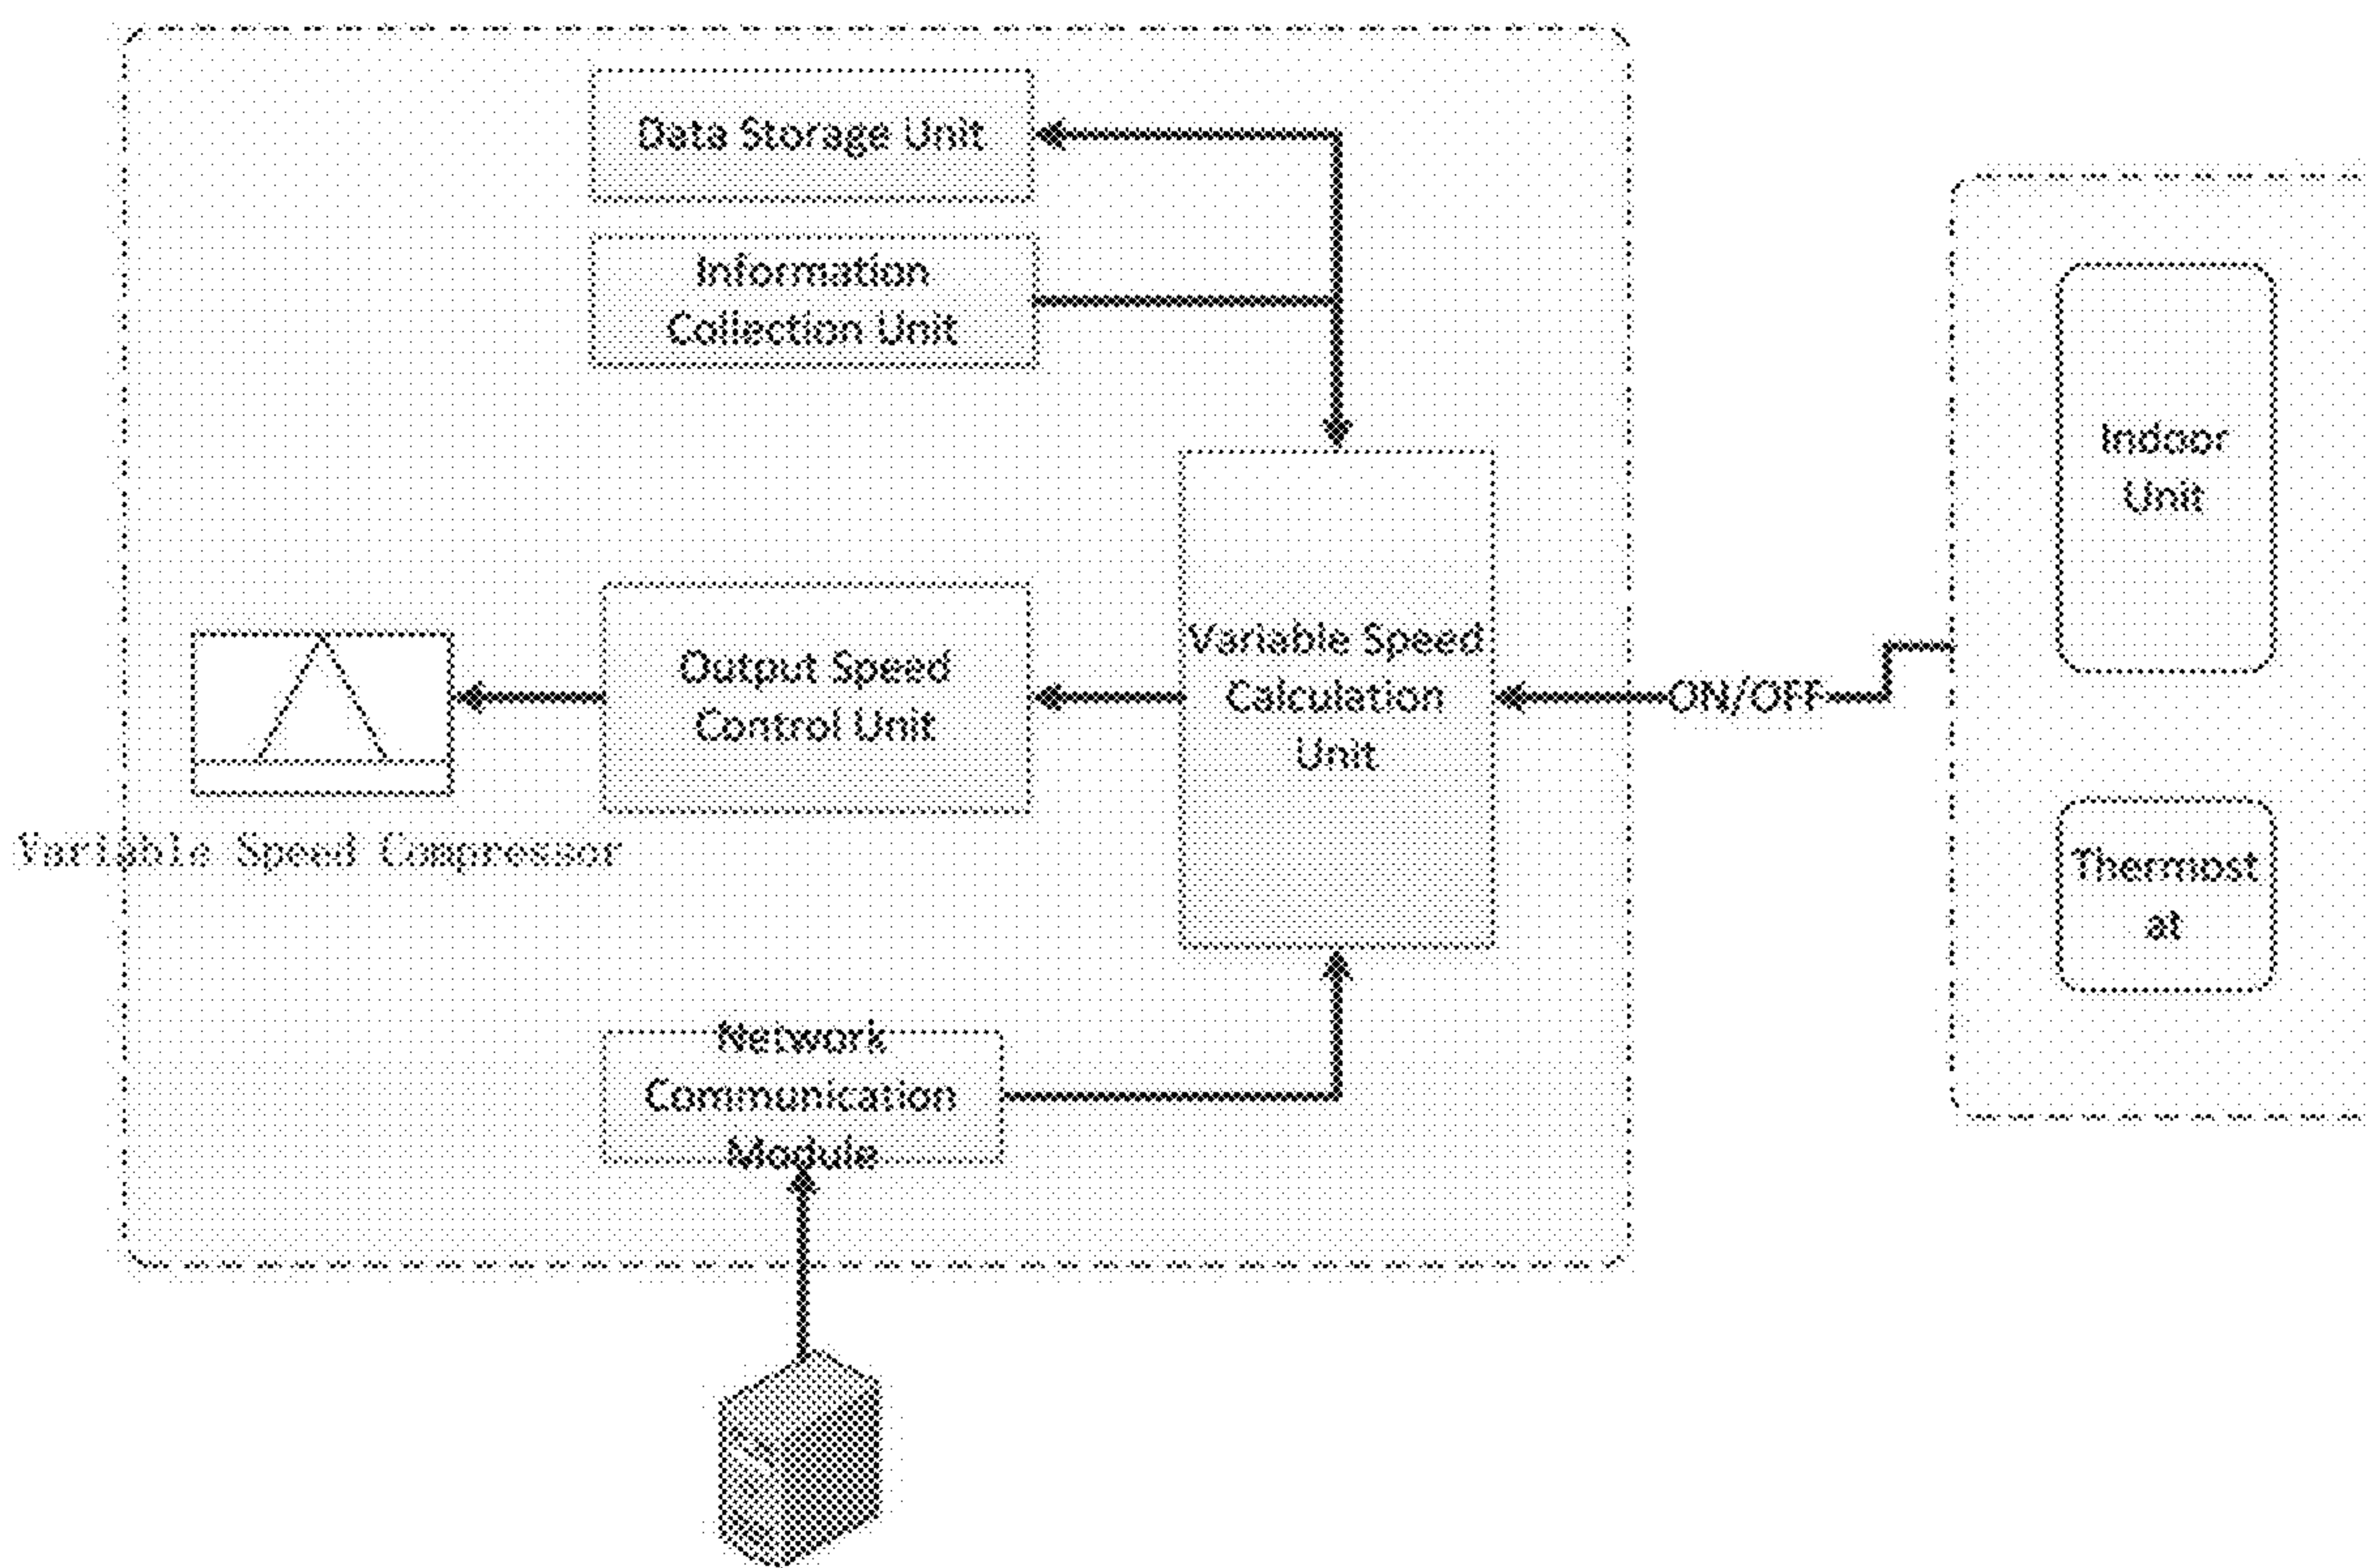 Data Storage Unit
Information
Collection Unit
Output Speed
Control Unit
Variable Speed
Calculation
Unit
Variable Speed Compressor
Network
Communication
Module
ON/OFF
Indoor
Unit
Thermost
at